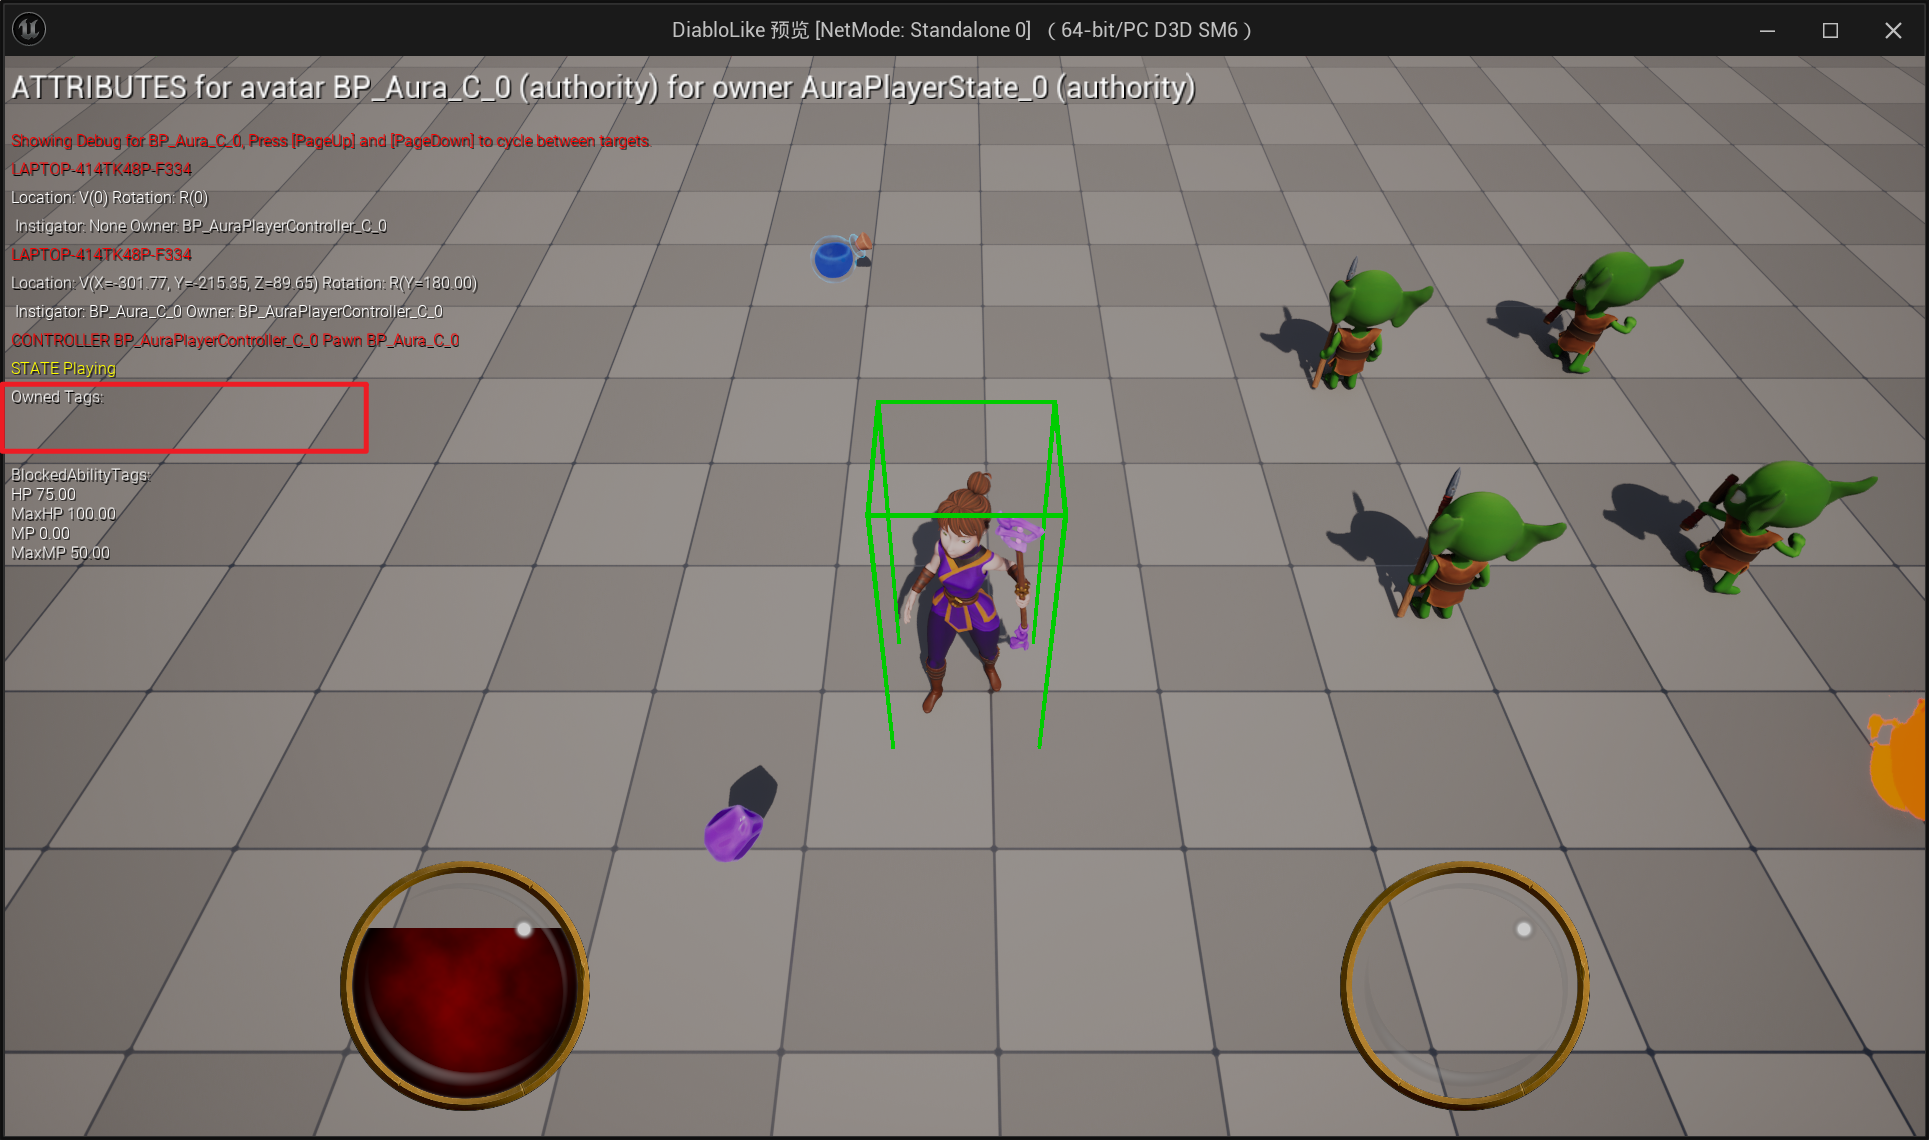 DiabloLike 预览 [NetMode: Standalone 0]  ( 64-bit/PC D3D SM6 )
ATTRIBUTES for avatar BP_Aura_C_0 (authority) for owner AuraPlayerState_0 (authority)
Showing Debug for BP_Aura_C_0, Press [PageUp] and [PageDown] to cycle between targets.
LAPTOP-414TK48P-F334
Location: V(0) Rotation: R(0)
Instigator: None Owner: BP_AuraPlayerController_C_0
LAPTOP-414TK48P-F334
Location: V(X=-301.77, Y=-215.35, Z=89.65) Rotation: R(Y=180.00)
Instigator: BP_Aura_C_0 Owner: BP_AuraPlayerController_C_0
CONTROLLER BP_AuraPlayerController_C_0 Pawn BP_Aura_C_0
STATE Playing
Owned Tags:
BlockedAbilityTags:
HP 75.00
MaxHP 100.00
MP 0.00
MaxMP 50.00